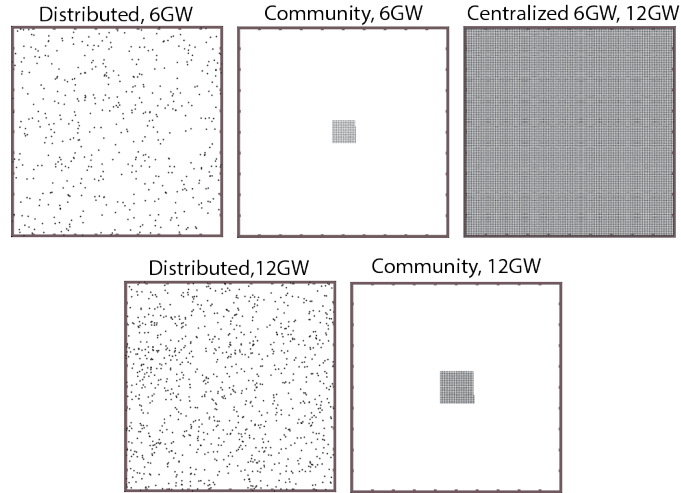 Distributed, 6GW
Community, 6GW
Centralized 6GW, 12GW
Distributed,12GW
Community, 12GW